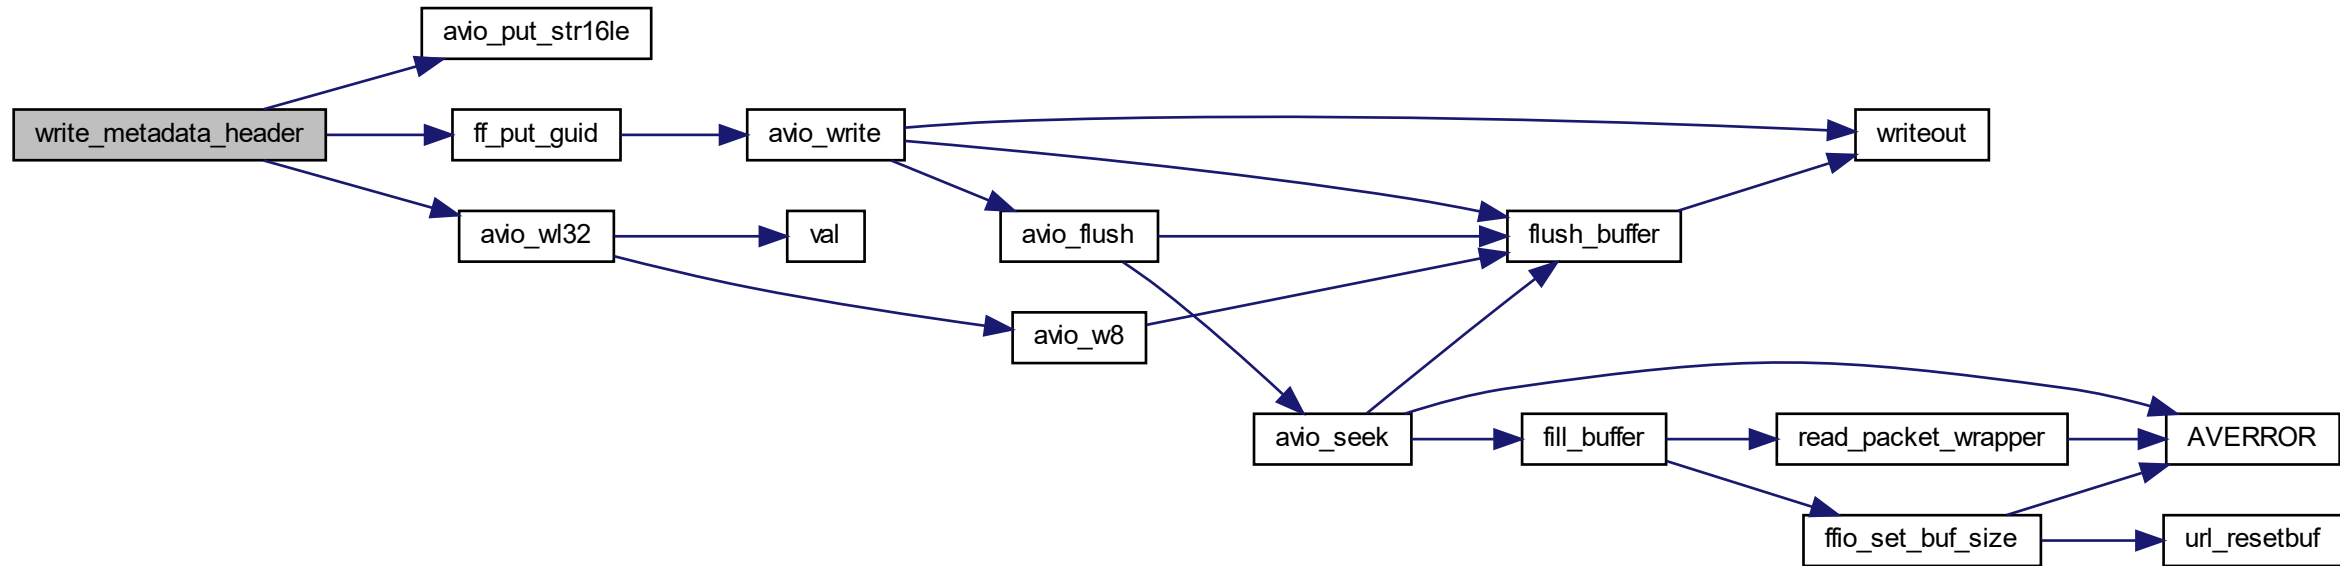 avio_put_str16le
write_metadata_header
ff_put_guid
avio_write
writeout
avio_wl32
val
avio_flush
flush_buffer
avio_w8
avio_seek
fill_buffer
read_packet_wrapper
AVERROR
ffio_set_buf_size
url_resetbuf